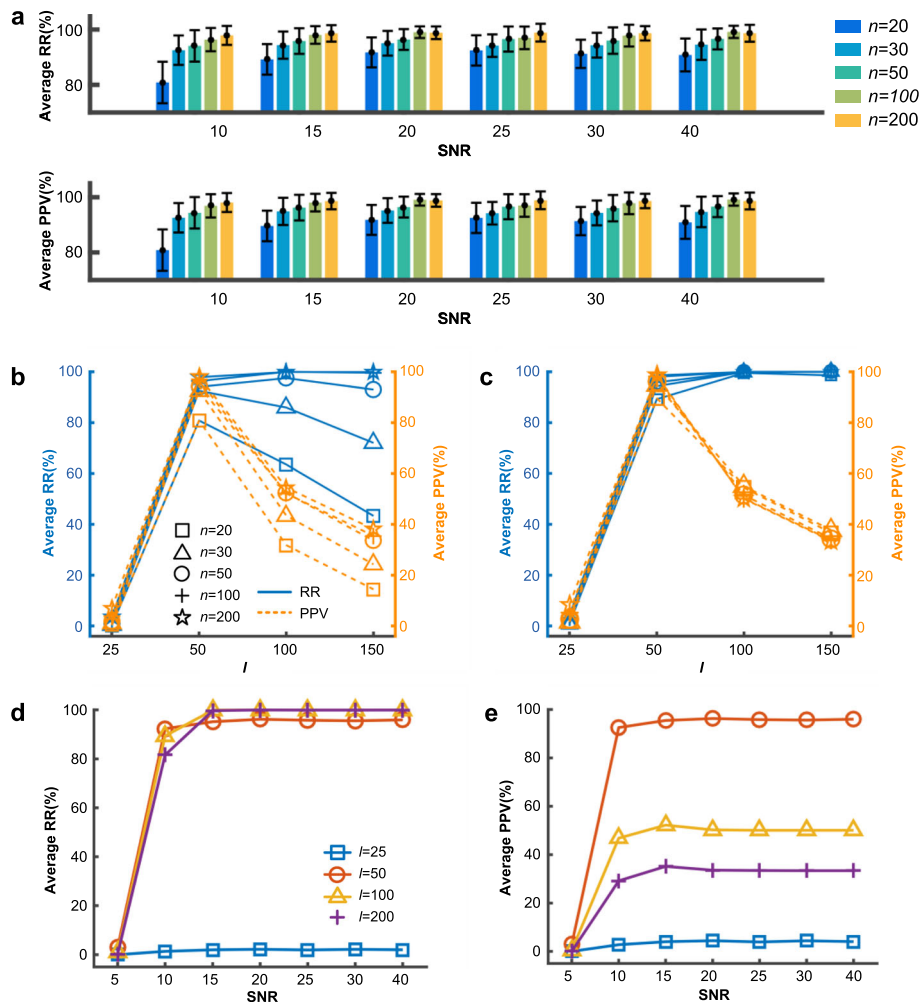 a
Average RR(%)
100
80
10 15 20 25 30 40
SNR
n=20
n=30
n=50
n=100
n=200
Average PPV(%)
100
80
10 15 20 25 30 40
SNR
b
Average RR(%)
100
80
60
40
20
0
n=20
n=30
n=50
n=100
n=200
RR
PPV
100
80
60
40
20
0
Average PPV(%)
25 50 100 150
l
c
Average RR(%)
100
80
60
40
20
0
100
80
60
40
20
0
Average PPV(%)
25 50 100 150
l
d
Average RR(%)
100
80
60
40
20
0
l=25
l=50
l=100
l=200
5 10 15 20 25 30 40
SNR
e
Average PPV(%)
100
80
60
40
20
0
5 10 15 20 25 30 40
SNR